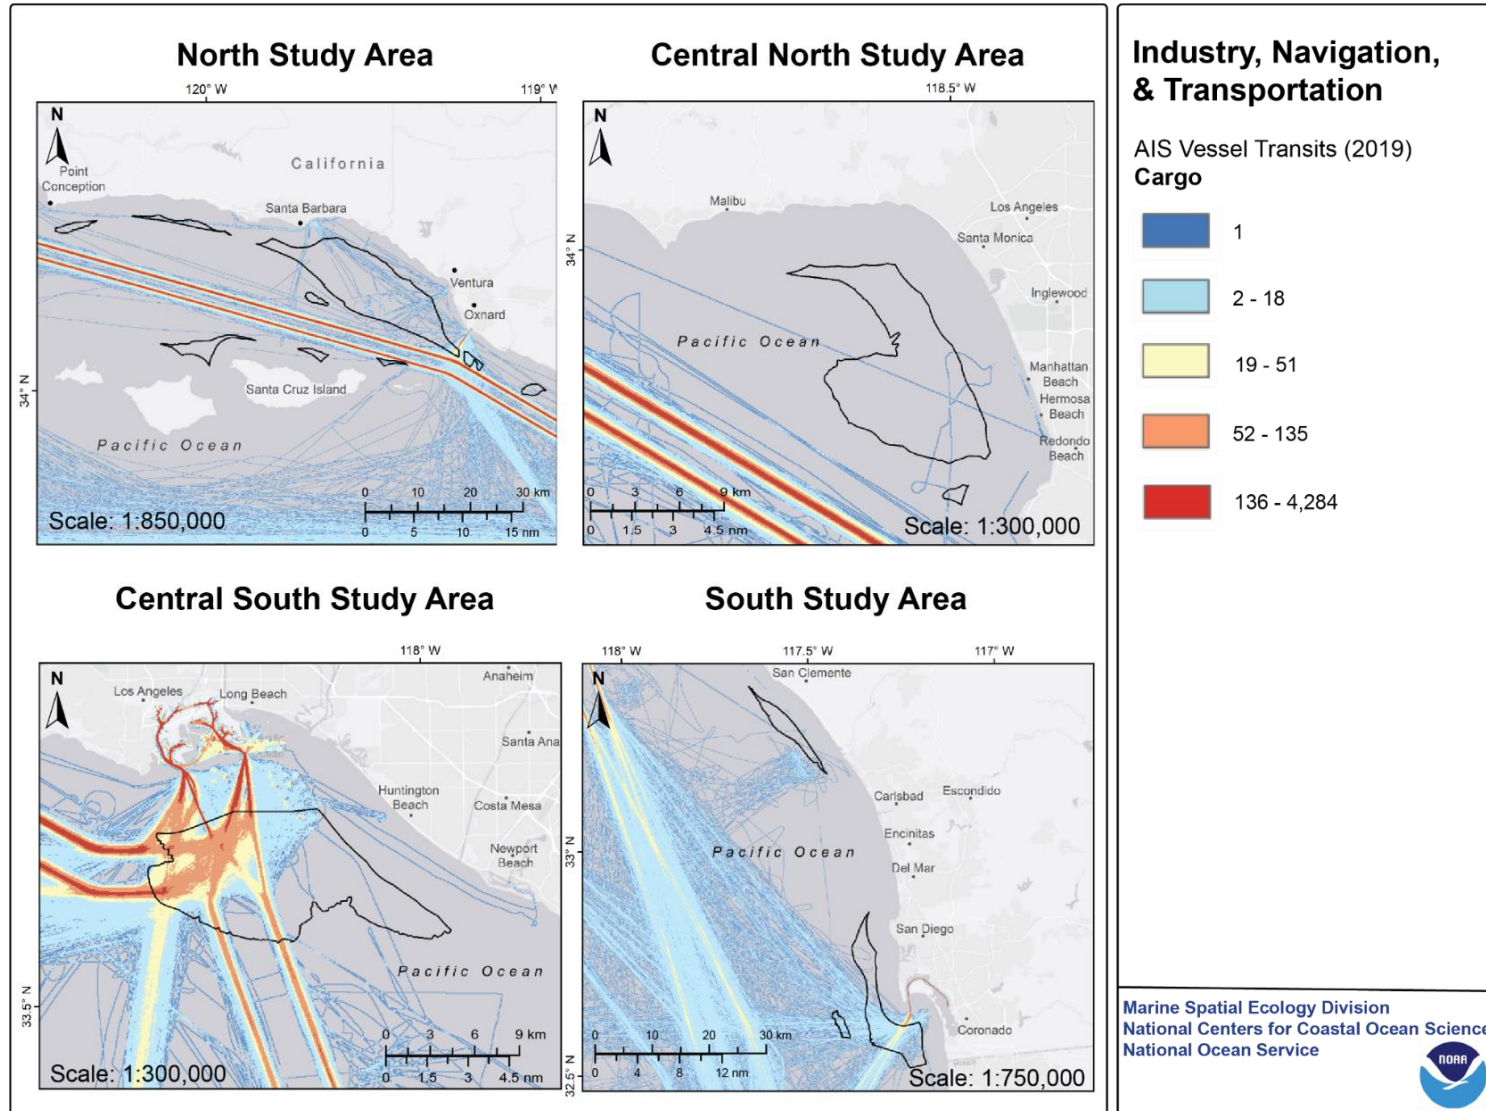 North Study Area
120° W
119° W
N
California
Point
Conception
Santa Barbara
Ventura
Oxnard
34° N
Santa Cruz Island
Pacific Ocean
0 10 20 30 km
0 5 10 15 nm
Scale: 1:850,000
Central North Study Area
118.5° W
N
Malibu
Los Angeles
Santa Monica
34° N
Inglewood
Pacific Ocean
Manhattan
Beach
Hermosa
Beach
Redondo
Beach
0 3 6 9 km
0 1.5 3 4.5 nm
Scale: 1:300,000
Central South Study Area
118° W
N
Los Angeles
Long Beach
Anaheim
Santa Ana
Huntington
Beach
Costa Mesa
Newport
Beach
Pacific Ocean
33.5° N
0 3 6 9 km
0 1.5 3 4.5 nm
Scale: 1:300,000
South Study Area
118° W
117.5° W
117° W
N
San Clemente
Carlsbad
Escondido
Encinitas
33° N
Pacific Ocean
Del Mar
San Diego
Coronado
0 10 20 30 km
0 4 8 12 nm
32.5° N
Scale: 1:750,000
Industry, Navigation,
& Transportation
AIS Vessel Transits (2019)
Cargo
1
2 - 18
19 - 51
52 - 135
136 - 4,284
Marine Spatial Ecology Division
National Centers for Coastal Ocean Science
National Ocean Service
NOAA